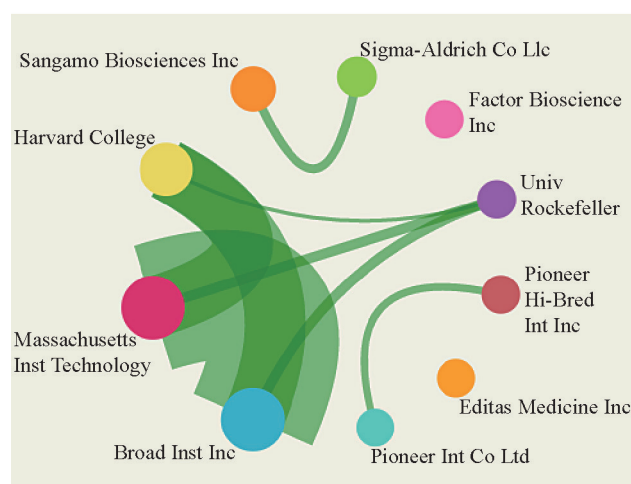 Sigma-Aldrich Co Llc
Sangamo Biosciences Inc
Factor Bioscience
Inc
Harvard College
Univ
Rockefeller
Pioneer
Hi-Bred
Int Inc
Massachusetts
Inst Technology
Editas Medicine Inc
Broad Inst Inc
Pioneer Int Co Ltd